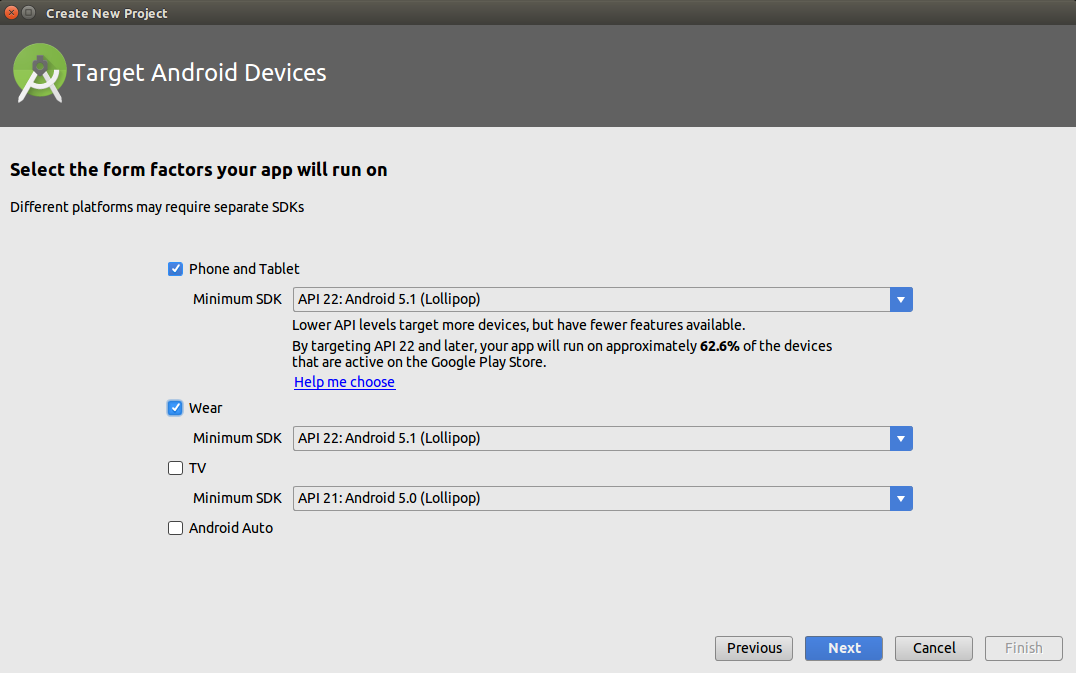 Create New Project
Target Android Devices
Select the form factors your app will run on
Different platforms may require separate SDKs
Phone and Tablet
Minimum SDK API 22: Android 5.1 (Lollipop)
Lower API levels target more devices, but have fewer features available.
By targeting API 22 and later, your app will run on approximately 62.6% of the devices
that are active on the Google Play Store.
Help me choose
Wear
Minimum SDK API 22: Android 5.1 (Lollipop)
TV
Minimum SDK API 21: Android 5.0 (Lollipop)
Android Auto
Previous Next Cancel Finish